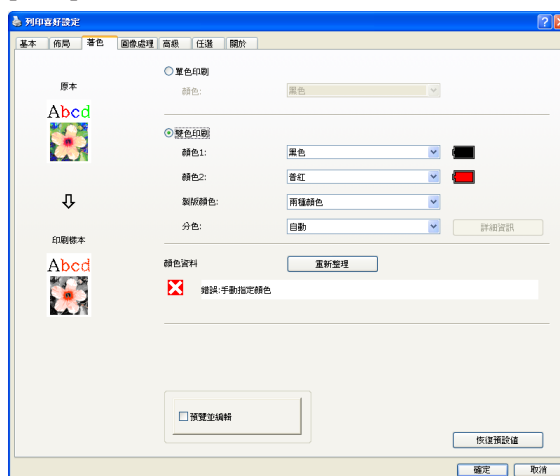 列印喜好設定
基本 佈局 著色 圖像處理 高級 任選 關於
原本
Abcd
列印樣本
Abcd
單色印刷
顏色: 黑色
雙色印刷
顏色1: 黑色
顏色2: 普紅
製版顏色: 兩種顏色
分色: 自動 詳細資訊
顏色資料 重新整理
錯誤:手動指定顏色
預覽並編輯
恢復預設值
確定 取消